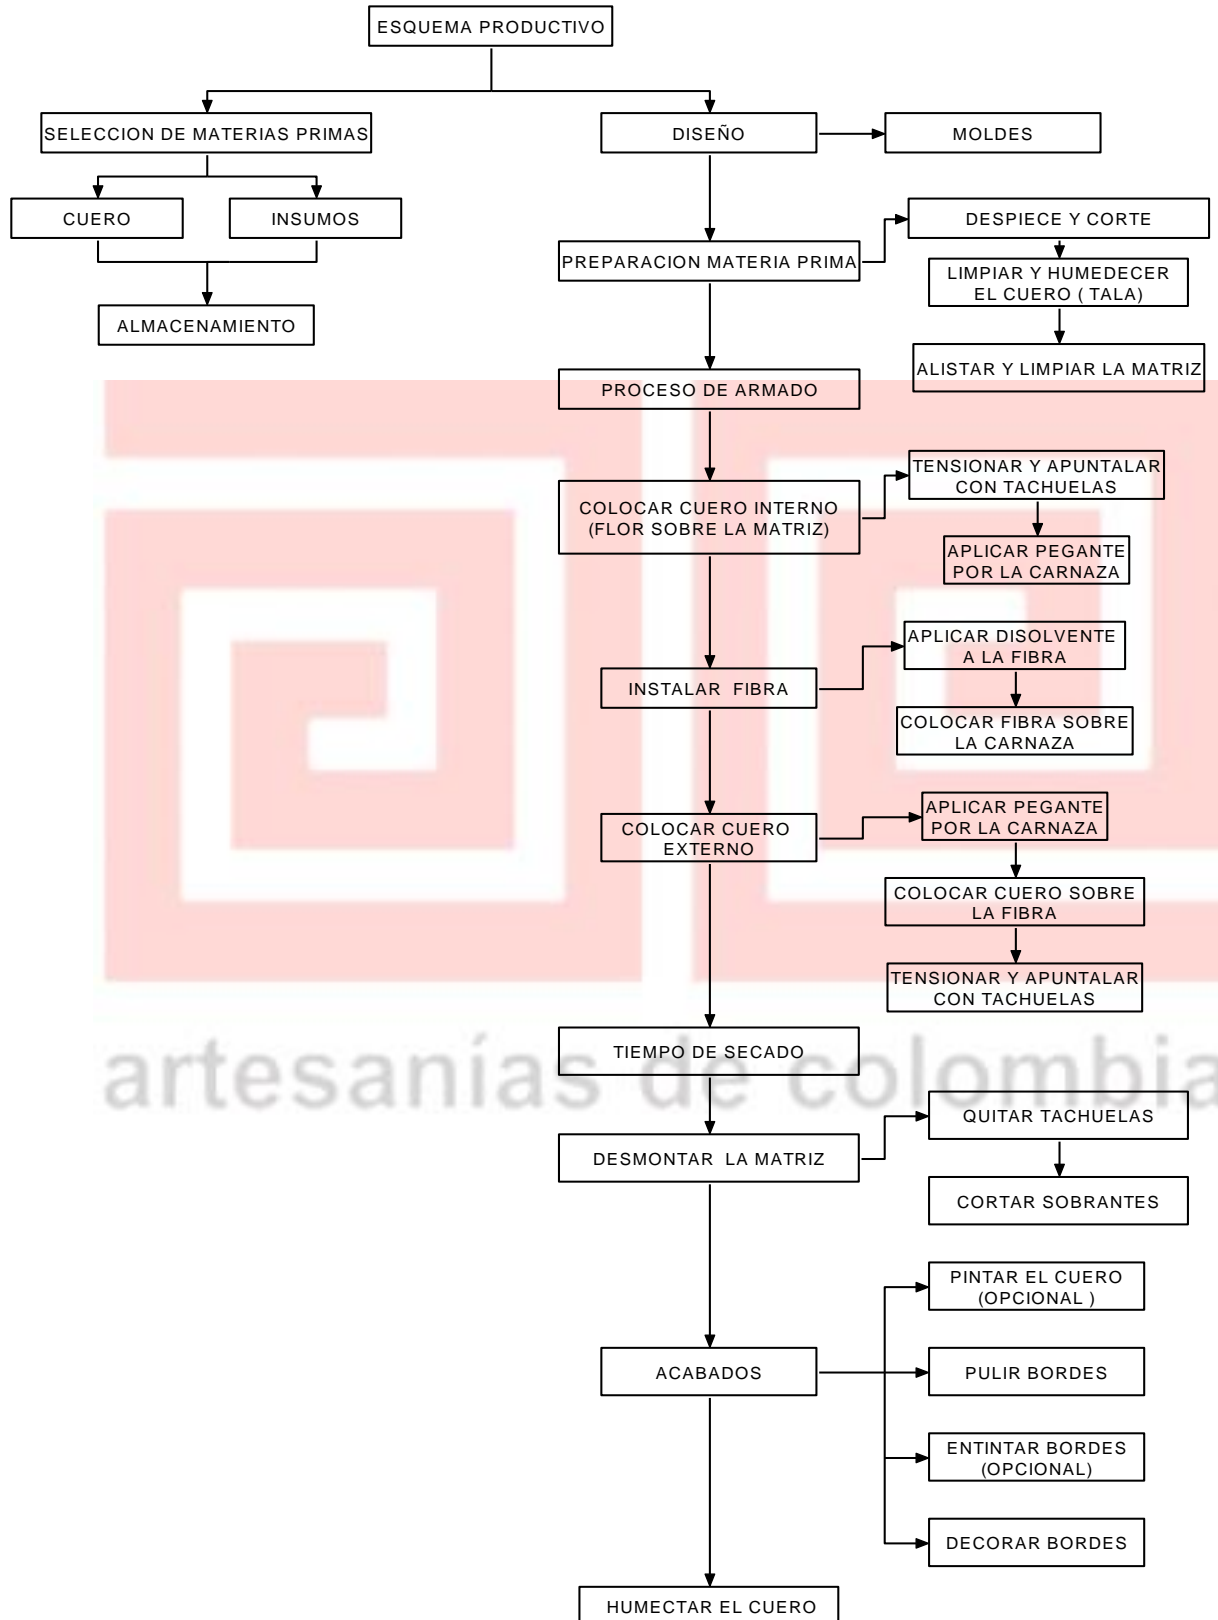 ESQUEMA PRODUCTIVO
SELECCION DE MATERIAS PRIMAS
DISEÑO
MOLDES
CUERO
INSUMOS
DESPIECE Y CORTE
PREPARACION MATERIA PRIMA
LIMPIAR Y HUMEDECER
EL CUERO ( TALA)
ALMACENAMIENTO
ALISTAR Y LIMPIAR LA MATRIZ
PROCESO DE ARMADO
TENSIONAR Y APUNTALAR
CON TACHUELAS
COLOCAR CUERO INTERNO
(FLOR SOBRE LA MATRIZ)
APLICAR PEGANTE
POR LA CARNAZA
APLICAR DISOLVENTE
A LA FIBRA
INSTALAR FIBRA
COLOCAR FIBRA SOBRE
LA CARNAZA
APLICAR PEGANTE
POR LA CARNAZA
COLOCAR CUERO
EXTERNO
COLOCAR CUERO SOBRE
LA FIBRA
TENSIONAR Y APUNTALAR
CON TACHUELAS
TIEMPO DE SECADO
artesanías de colombia
QUITAR TACHUELAS
DESMONTAR LA MATRIZ
CORTAR SOBRANTES
PINTAR EL CUERO
(OPCIONAL )
ACABADOS
PULIR BORDES
ENTINTAR BORDES
(OPCIONAL)
DECORAR BORDES
HUMECTAR EL CUERO